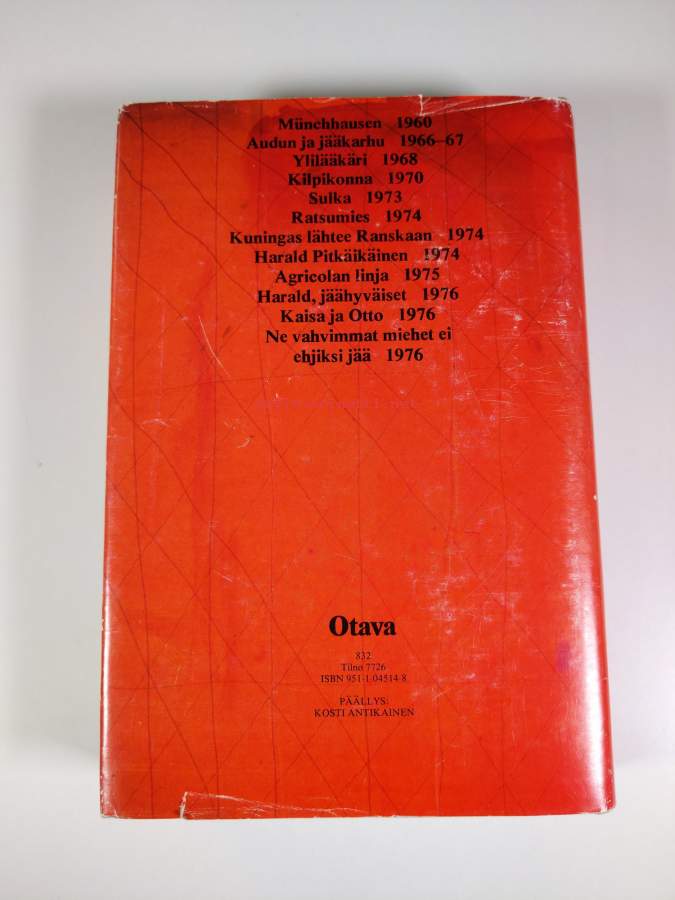 Münchhausen 1960
Audun ja jääkarhu 1966–67
Ylilääkäri 1968
Kilpikonna 1970
Sulka 1973
Ratsumies 1974
Kuningas lähtee Ranskaan 1974
Harald Pitkäikäinen 1974
Agricolan linja 1975
Harald, jäähyväiset 1976
Kaisa ja Otto 1976
Ne vahvimmat miehet ei
ehjiksi jää 1976
Otava
832
Tilno 7726
ISBN 951-1-04514-8
PÄÄLLYS:
KOSTI ANTIKAINEN